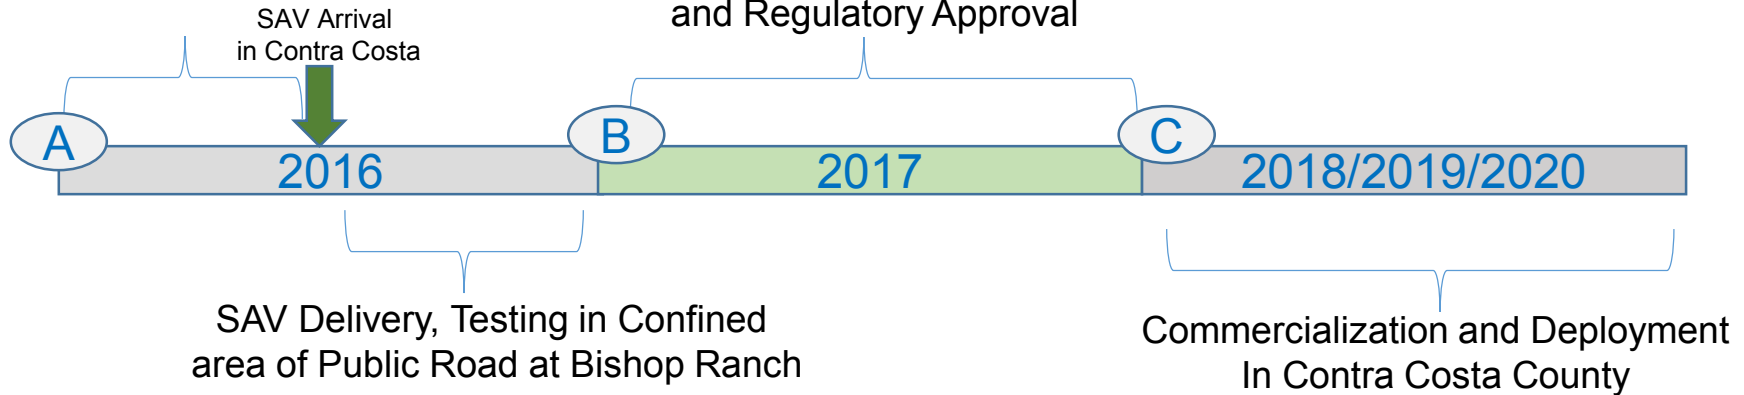 SAV Arrival
in Contra Costa
and Regulatory Approval
A
B
C
2016
2017
2018/2019/2020
SAV Delivery, Testing in Confined
area of Public Road at Bishop Ranch
Commercialization and Deployment
In Contra Costa County